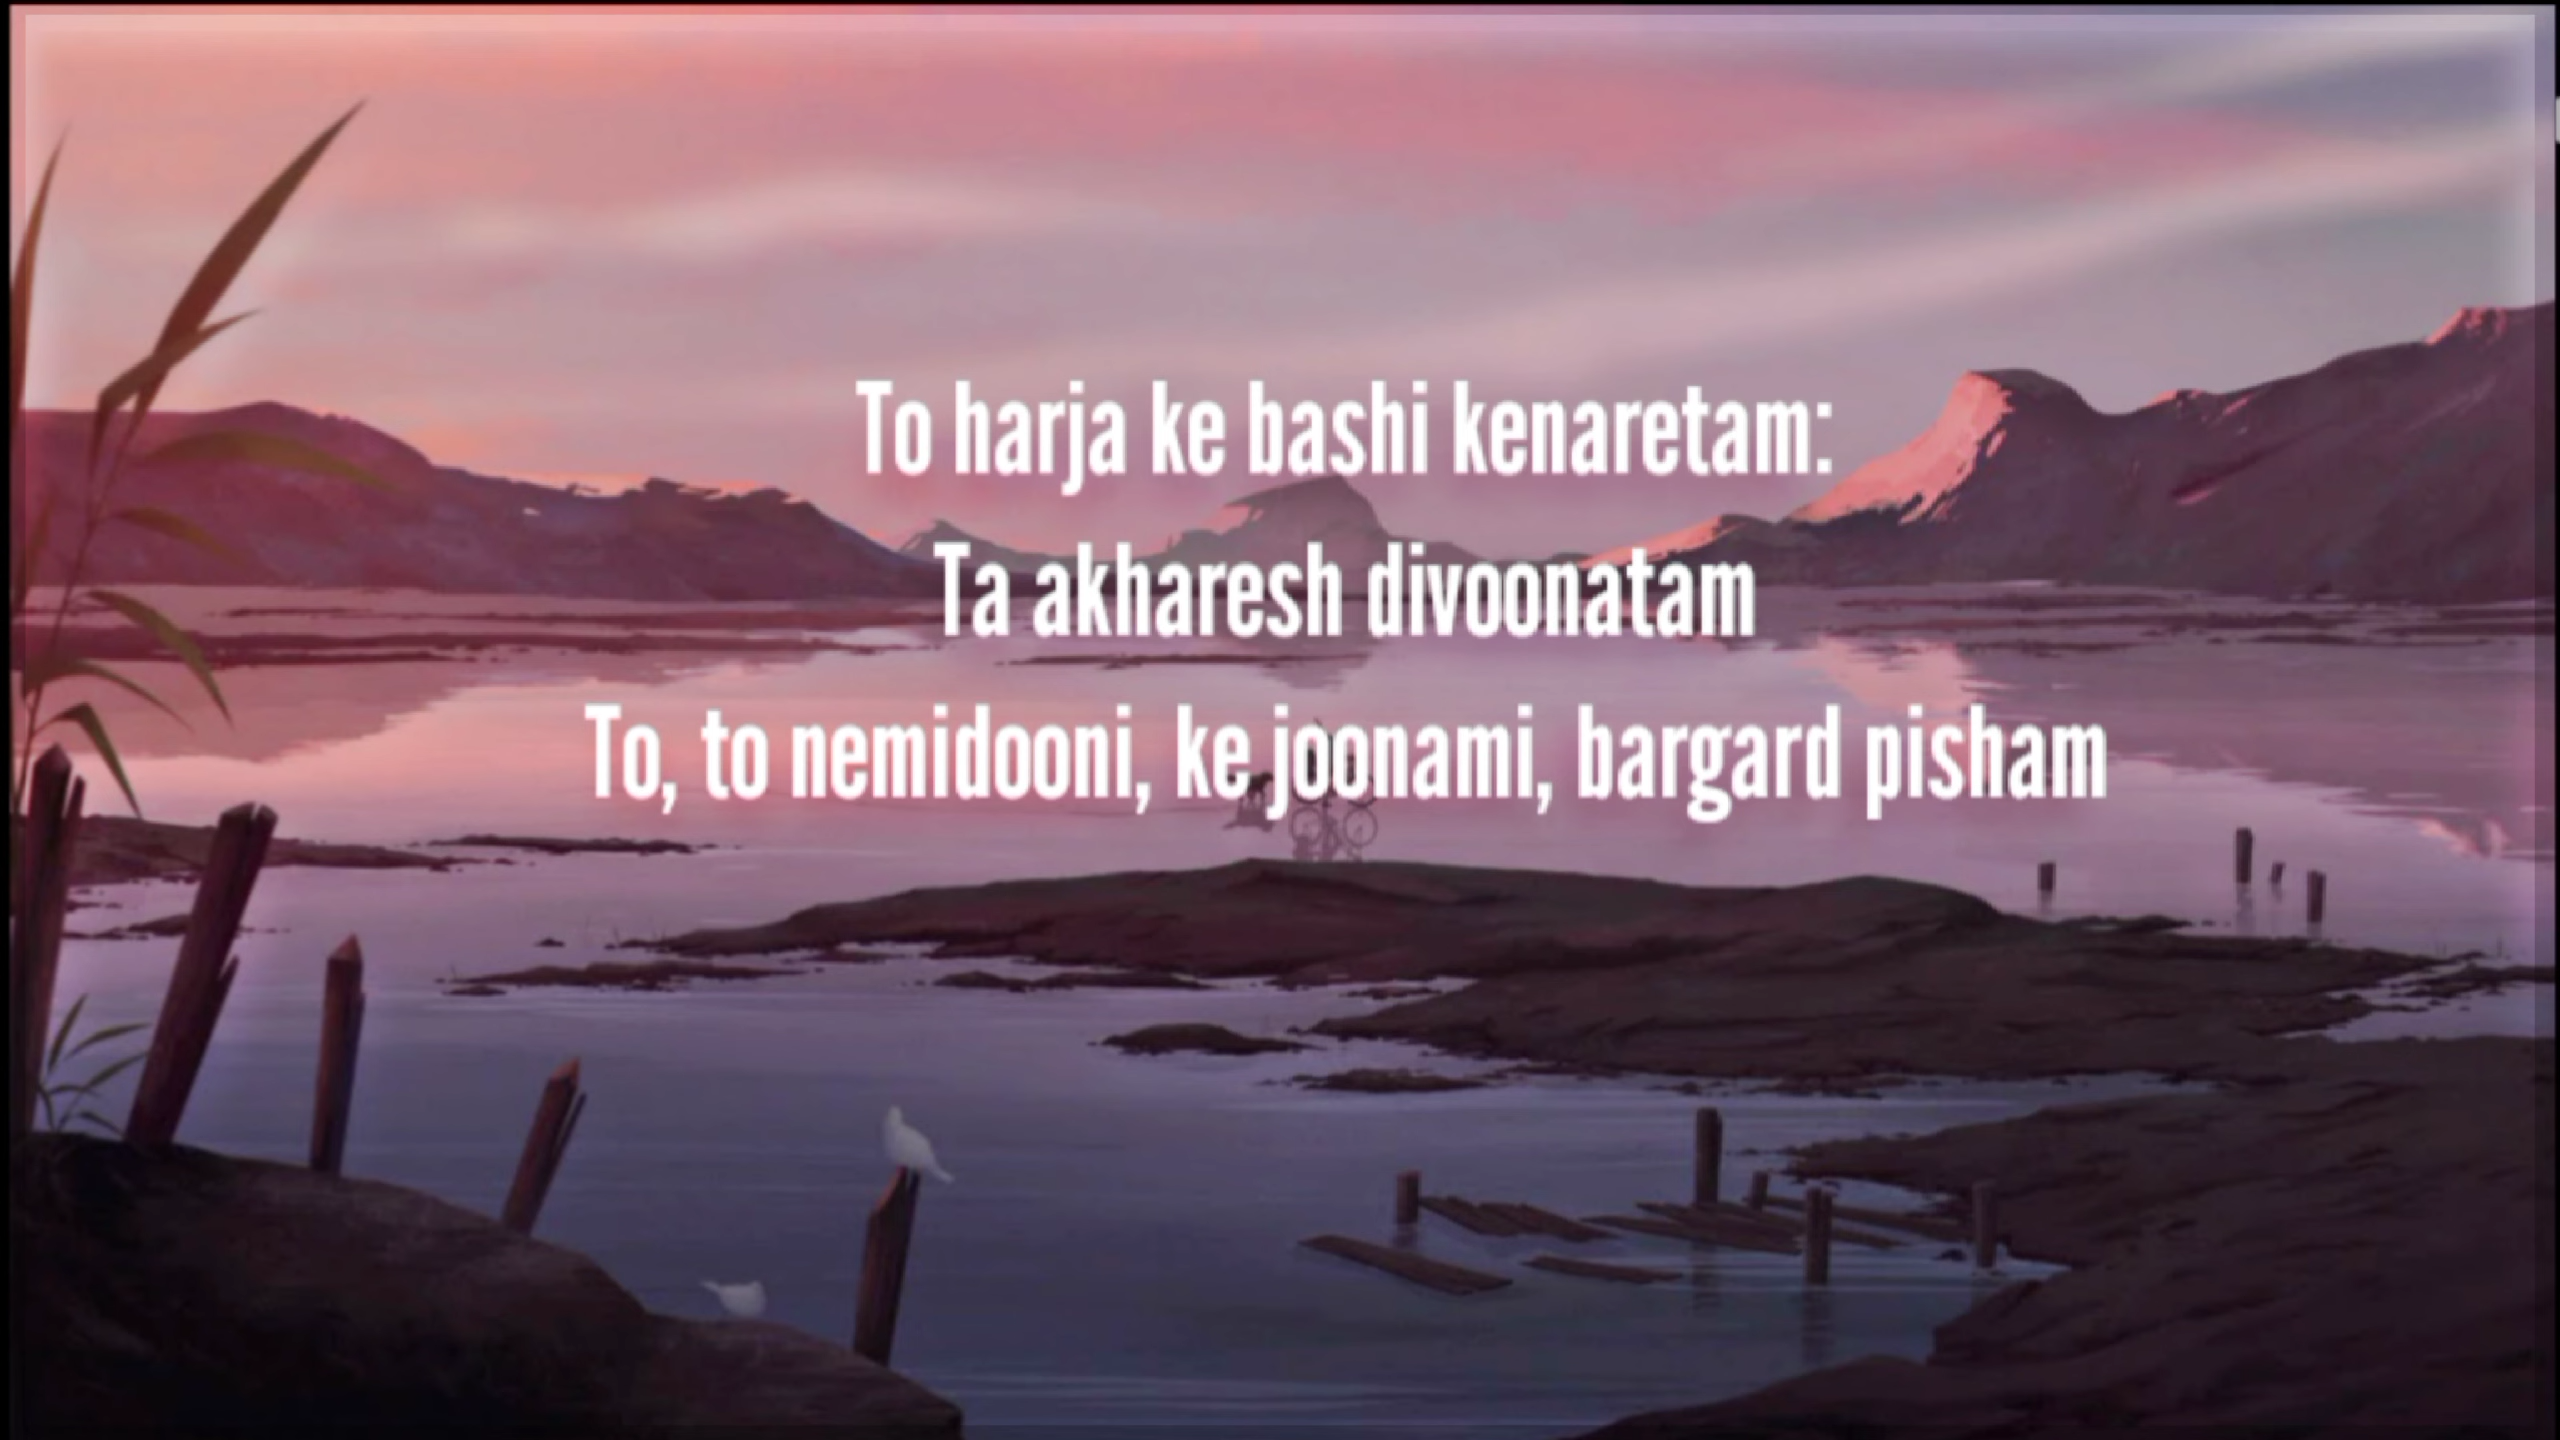 To harja ke bashi kenaretam:
Ta akharesh divoonatam
To, to nemidooni, ke joonami, bargard pisham